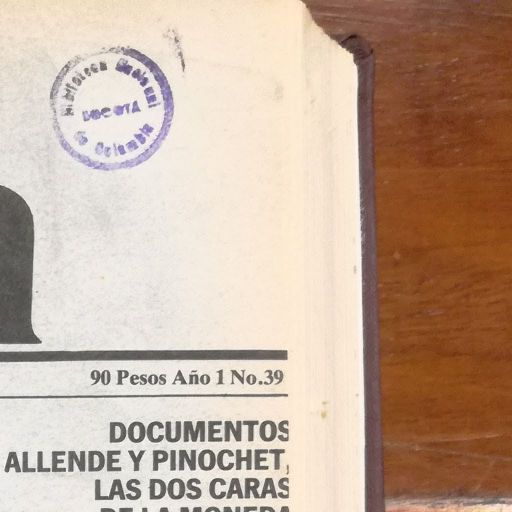 Biblioteca Nacional
BOGOTA
de Colombia
90 Pesos Año 1 No.39
DOCUMENTOS
ALLENDE Y PINOCHET,
LAS DOS CARAS
DE LA MONEDA